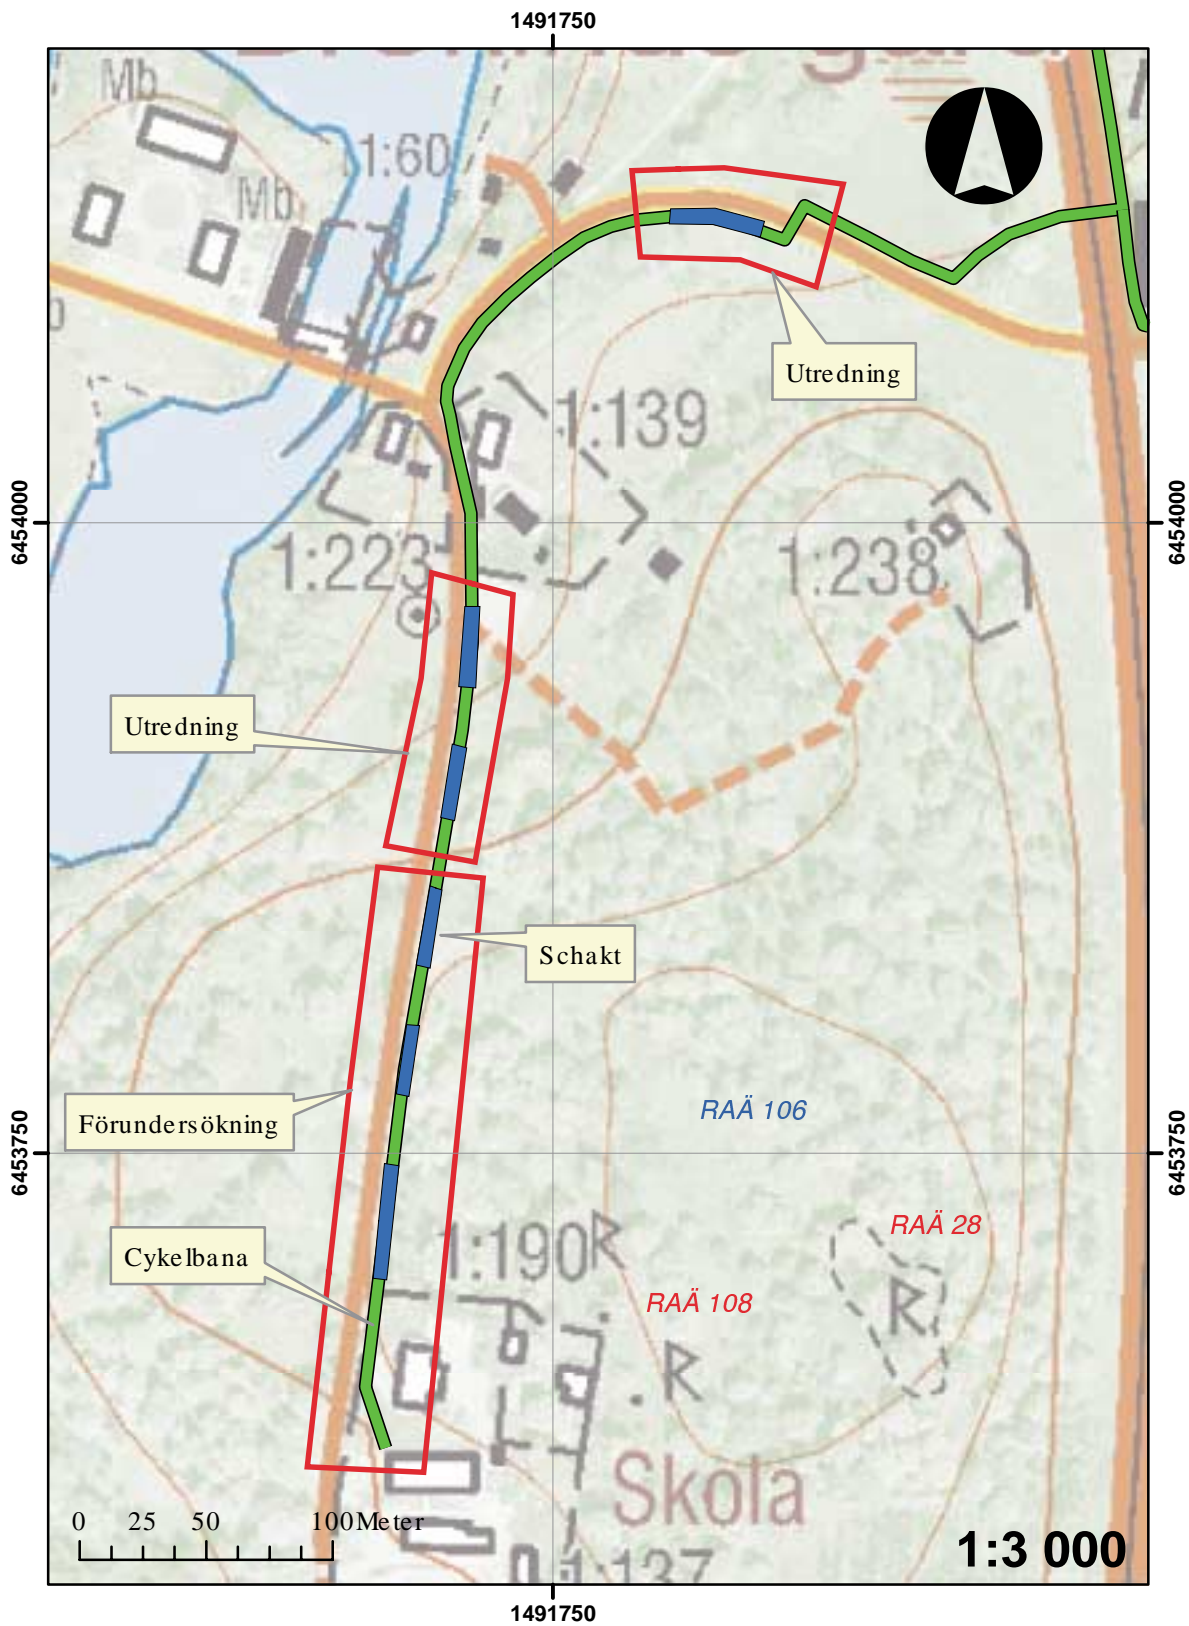 1491750
Mb
1:60
Mb
Utredning
1:139
6454000
6454000
1:223
1:238
Utredning
Schakt
RAÄ 106
Förundersökning
6453750
6453750
R
RAÄ 28
1:190
Cykelbana
RAÄ 108
R
R
Skola
0 25 50 100 Meter
1:3 000
1:137
1491750